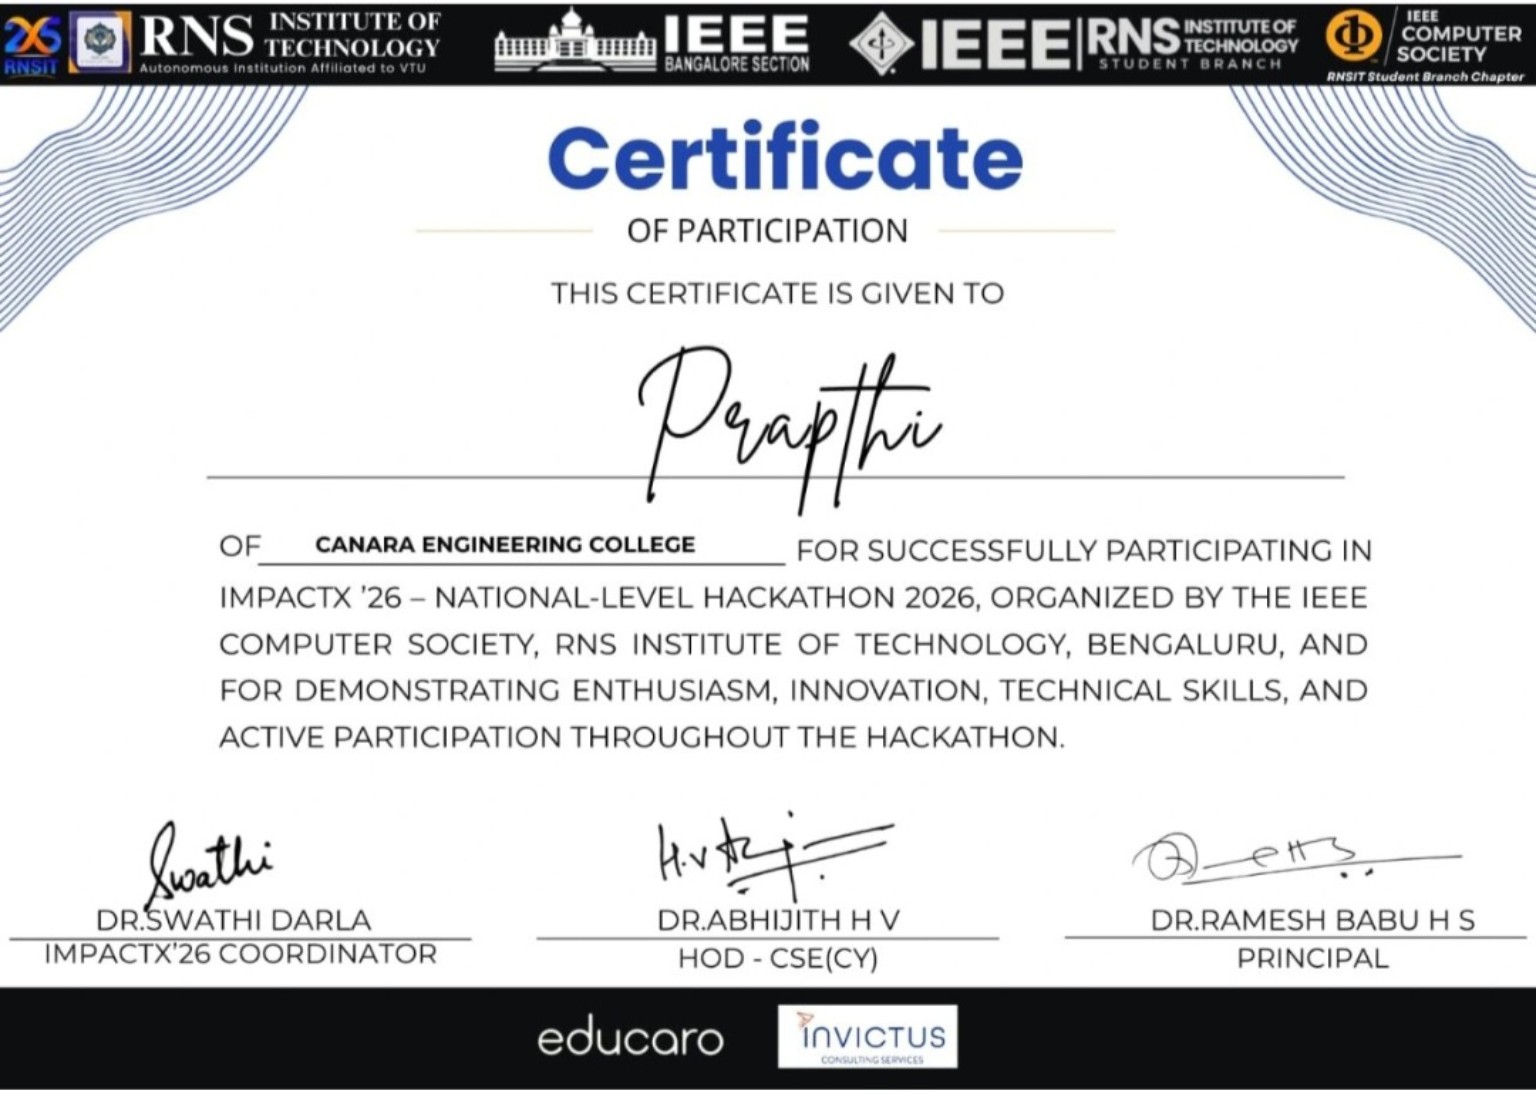 26
RNSIT
RNS INSTITUTE OF TECHNOLOGY
Autonomous Institution Affiliated to VTU
IEEE
BANGALORE SECTION
IEEE RNS INSTITUTE OF TECHNOLOGY
STUDENT BRANCH
IEEE
COMPUTER
SOCIETY
RNSIT Student Branch Chapter
Certificate
OF PARTICIPATION
THIS CERTIFICATE IS GIVEN TO
Prapthi
OF CANARA ENGINEERING COLLEGE FOR SUCCESSFULLY PARTICIPATING IN
IMPACTX ’26 – NATIONAL-LEVEL HACKATHON 2026, ORGANIZED BY THE IEEE
COMPUTER SOCIETY, RNS INSTITUTE OF TECHNOLOGY, BENGALURU, AND
FOR DEMONSTRATING ENTHUSIASM, INNOVATION, TECHNICAL SKILLS, AND
ACTIVE PARTICIPATION THROUGHOUT THE HACKATHON.
Swathi
H.V
DR.SWATHI DARLA
DR.ABHIJITH H V
DR.RAMESH BABU H S
IMPACTX’26 COORDINATOR
HOD - CSE(CY)
PRINCIPAL
educaro
INVICTUS
CONSULTING SERVICES